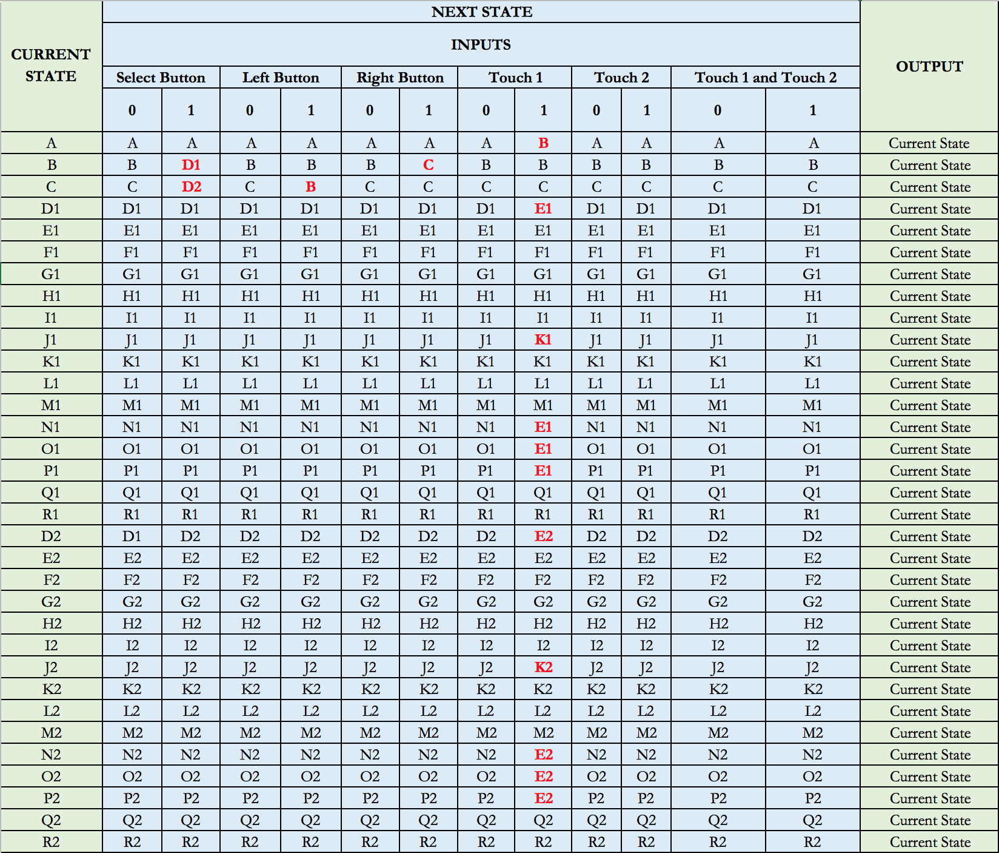 NEXT STATE
INPUTS
CURRENT STATE
OUTPUT
Select Button Left Button Right Button Touch 1 Touch 2 Touch 1 and Touch 2
0 1 0 1 0 1 0 1 0 1 0 1
A A A A A A A A B A A A A Current State
B B D1 B B B C B B B B B B Current State
C C D2 C B C C C C C C C C Current State
D1 D1 D1 D1 D1 D1 D1 D1 E1 D1 D1 D1 D1 Current State
E1 E1 E1 E1 E1 E1 E1 E1 E1 E1 E1 E1 E1 Current State
F1 F1 F1 F1 F1 F1 F1 F1 F1 F1 F1 F1 F1 Current State
G1 G1 G1 G1 G1 G1 G1 G1 G1 G1 G1 G1 G1 Current State
H1 H1 H1 H1 H1 H1 H1 H1 H1 H1 H1 H1 H1 Current State
I1 I1 I1 I1 I1 I1 I1 I1 I1 I1 I1 I1 I1 Current State
J1 J1 J1 J1 J1 J1 J1 J1 K1 J1 J1 J1 J1 Current State
K1 K1 K1 K1 K1 K1 K1 K1 K1 K1 K1 K1 K1 Current State
L1 L1 L1 L1 L1 L1 L1 L1 L1 L1 L1 L1 L1 Current State
M1 M1 M1 M1 M1 M1 M1 M1 M1 M1 M1 M1 M1 Current State
N1 N1 N1 N1 N1 N1 N1 N1 E1 N1 N1 N1 N1 Current State
O1 O1 O1 O1 O1 O1 O1 O1 E1 O1 O1 O1 O1 Current State
P1 P1 P1 P1 P1 P1 P1 P1 E1 P1 P1 P1 P1 Current State
Q1 Q1 Q1 Q1 Q1 Q1 Q1 Q1 Q1 Q1 Q1 Q1 Q1 Current State
R1 R1 R1 R1 R1 R1 R1 R1 R1 R1 R1 R1 R1 Current State
D2 D1 D2 D2 D2 D2 D2 D2 E2 D2 D2 D2 D2 Current State
E2 E2 E2 E2 E2 E2 E2 E2 E2 E2 E2 E2 E2 Current State
F2 F2 F2 F2 F2 F2 F2 F2 F2 F2 F2 F2 F2 Current State
G2 G2 G2 G2 G2 G2 G2 G2 G2 G2 G2 G2 G2 Current State
H2 H2 H2 H2 H2 H2 H2 H2 H2 H2 H2 H2 H2 Current State
I2 I2 I2 I2 I2 I2 I2 I2 I2 I2 I2 I2 I2 Current State
J2 J2 J2 J2 J2 J2 J2 J2 K2 J2 J2 J2 J2 Current State
K2 K2 K2 K2 K2 K2 K2 K2 K2 K2 K2 K2 K2 Current State
L2 L2 L2 L2 L2 L2 L2 L2 L2 L2 L2 L2 L2 Current State
M2 M2 M2 M2 M2 M2 M2 M2 M2 M2 M2 M2 M2 Current State
N2 N2 N2 N2 N2 N2 N2 N2 E2 N2 N2 N2 N2 Current State
O2 O2 O2 O2 O2 O2 O2 O2 E2 O2 O2 O2 O2 Current State
P2 P2 P2 P2 P2 P2 P2 P2 E2 P2 P2 P2 P2 Current State
Q2 Q2 Q2 Q2 Q2 Q2 Q2 Q2 Q2 Q2 Q2 Q2 Q2 Current State
R2 R2 R2 R2 R2 R2 R2 R2 R2 R2 R2 R2 R2 Current State